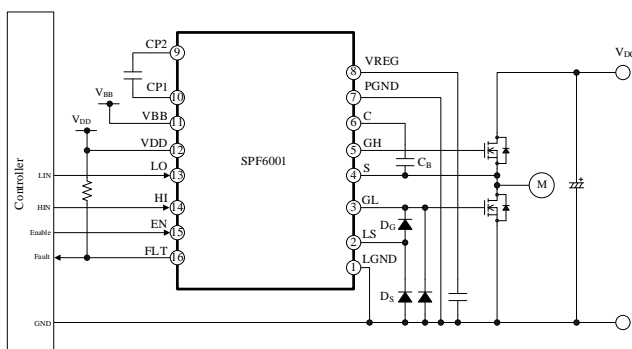 Controller
LIN
HIN
Enable
Fault
GND
CP2
CP1
VBB
VBB
VDD
VDD
LO
HI
EN
FLT
9
10
11
12
13
14
15
16
SPF6001
8
7
6
5
4
3
2
1
VREG
PGND
C
GH
S
GL
LS
LGND
CB
DG
DS
M
+